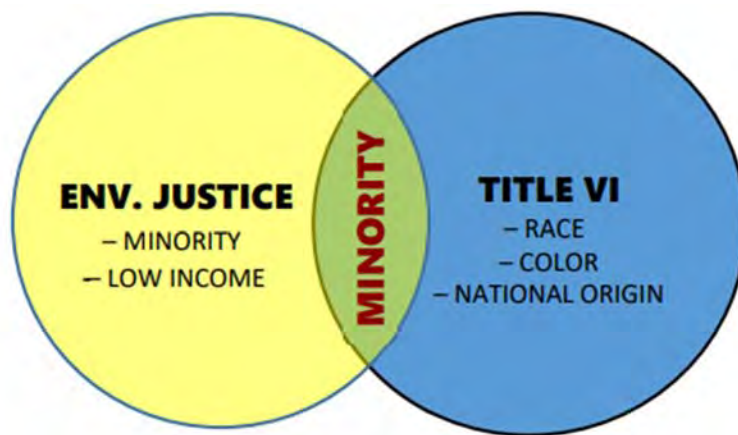 ENV. JUSTICE
– MINORITY
– LOW INCOME
MINORITY
TITLE VI
– RACE
– COLOR
– NATIONAL ORIGIN